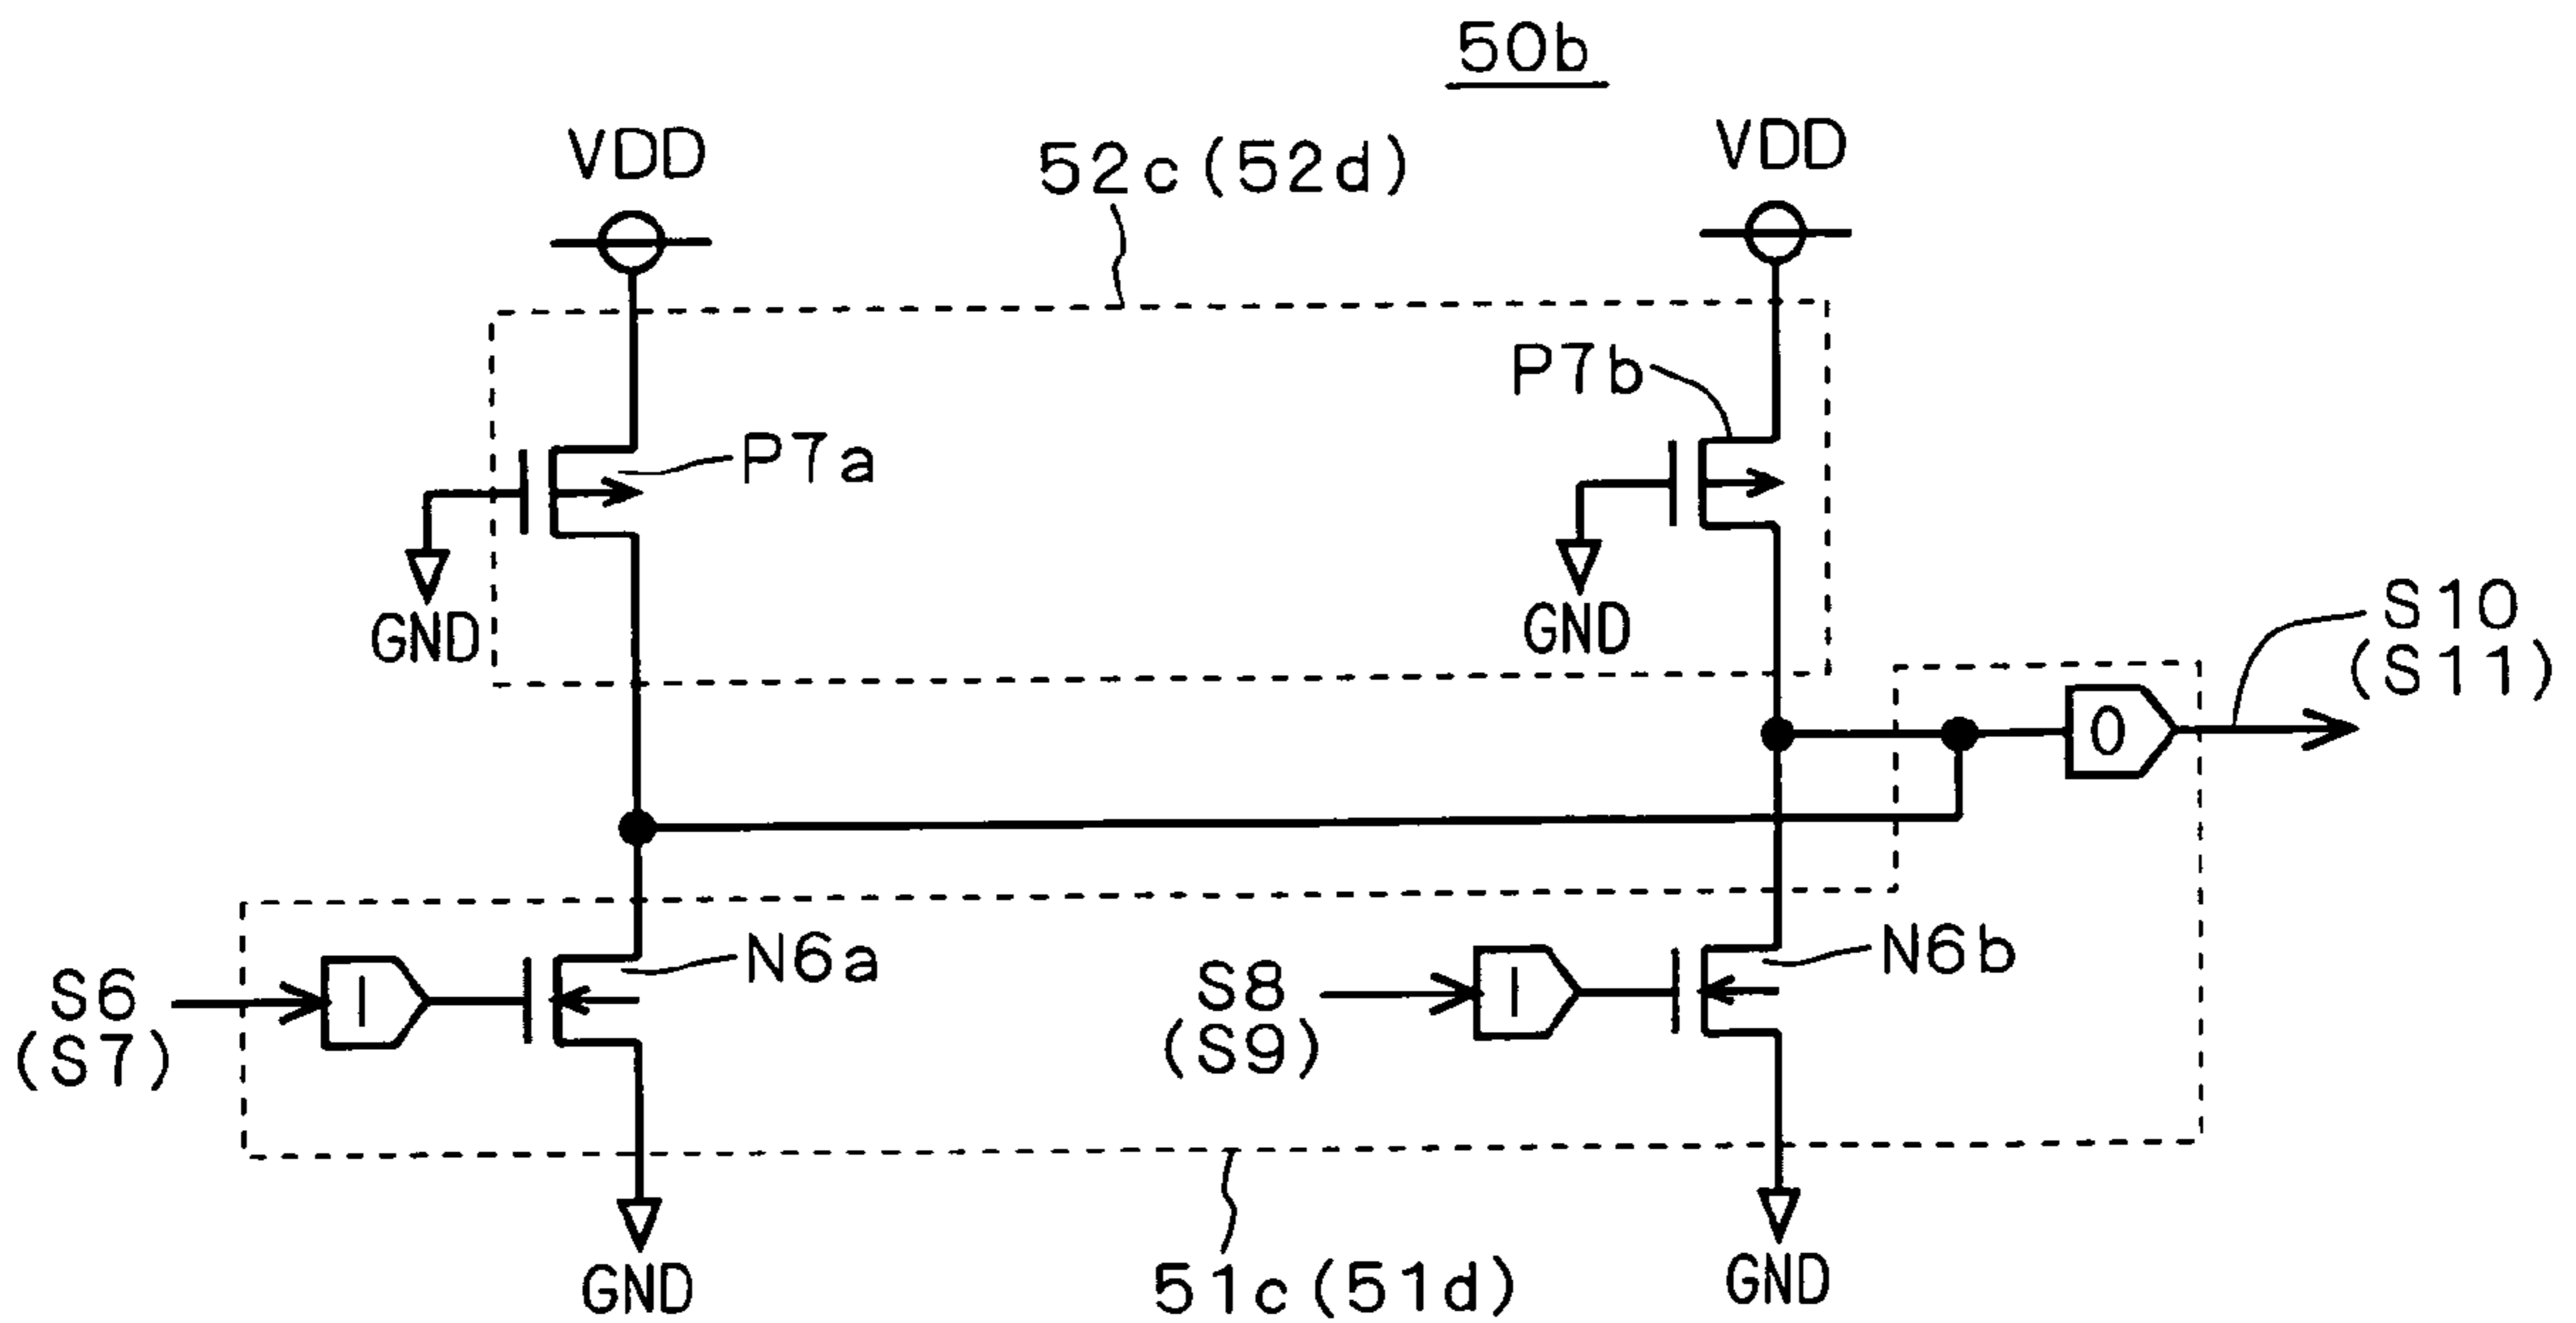 50b
VDD
52c(52d)
VDD
P7b
P7a
GND
GND
S10
(S11)
O
N6a
N6b
S6
(S7)
I
S8
(S9)
I
GND
GND
51c(51d)